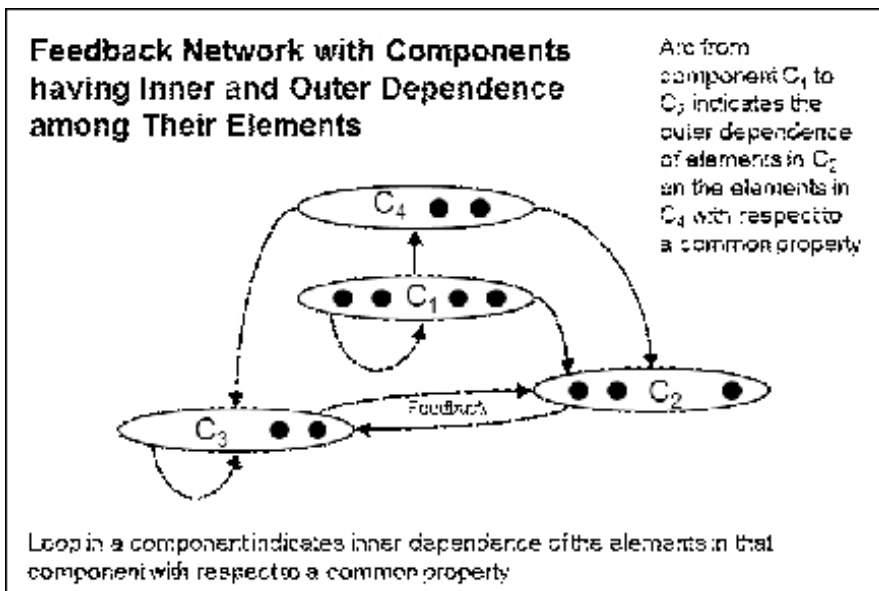 Feedback Network with Components
having Inner and Outer Dependence
among Their Elements
Arc from
component C₁ to
C₂ indicates the
outer dependence
of elements in C₂
on the elements in
C₄ with respect to
a common property
C₄
C₁
C₂
Feedback
C₃
Loop in a component indicates inner dependence of the elements in that
component with respect to a common property